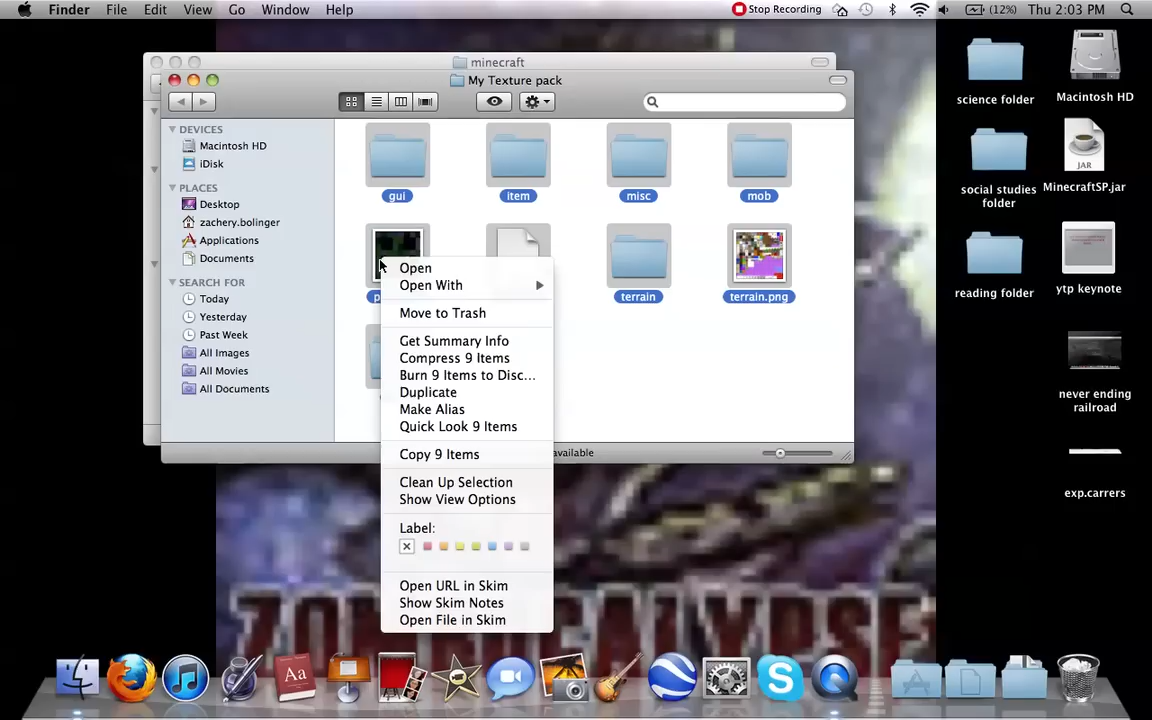 Finder File Edit View Go Window Help Stop Recording (12%) Thu 2:03 PM
minecraft
My Texture pack
DEVICES
Macintosh HD
iDisk
PLACES
Desktop
zachery.bolinger
Applications
Documents
SEARCH FOR
Today
Yesterday
Past Week
All Images
All Movies
All Documents
gui item misc mob
terrain terrain.png
available
Open
Open With
Move to Trash
Get Summary Info
Compress 9 Items
Burn 9 Items to Disc...
Duplicate
Make Alias
Quick Look 9 Items
Copy 9 Items
Clean Up Selection
Show View Options
Label:
Open URL in Skim
Show Skim Notes
Open File in Skim
science folder
Macintosh HD
JAR
social studies
folder
MinecraftSP.jar
reading folder
ytp keynote
never ending
railroad
exp.carrers
Aa